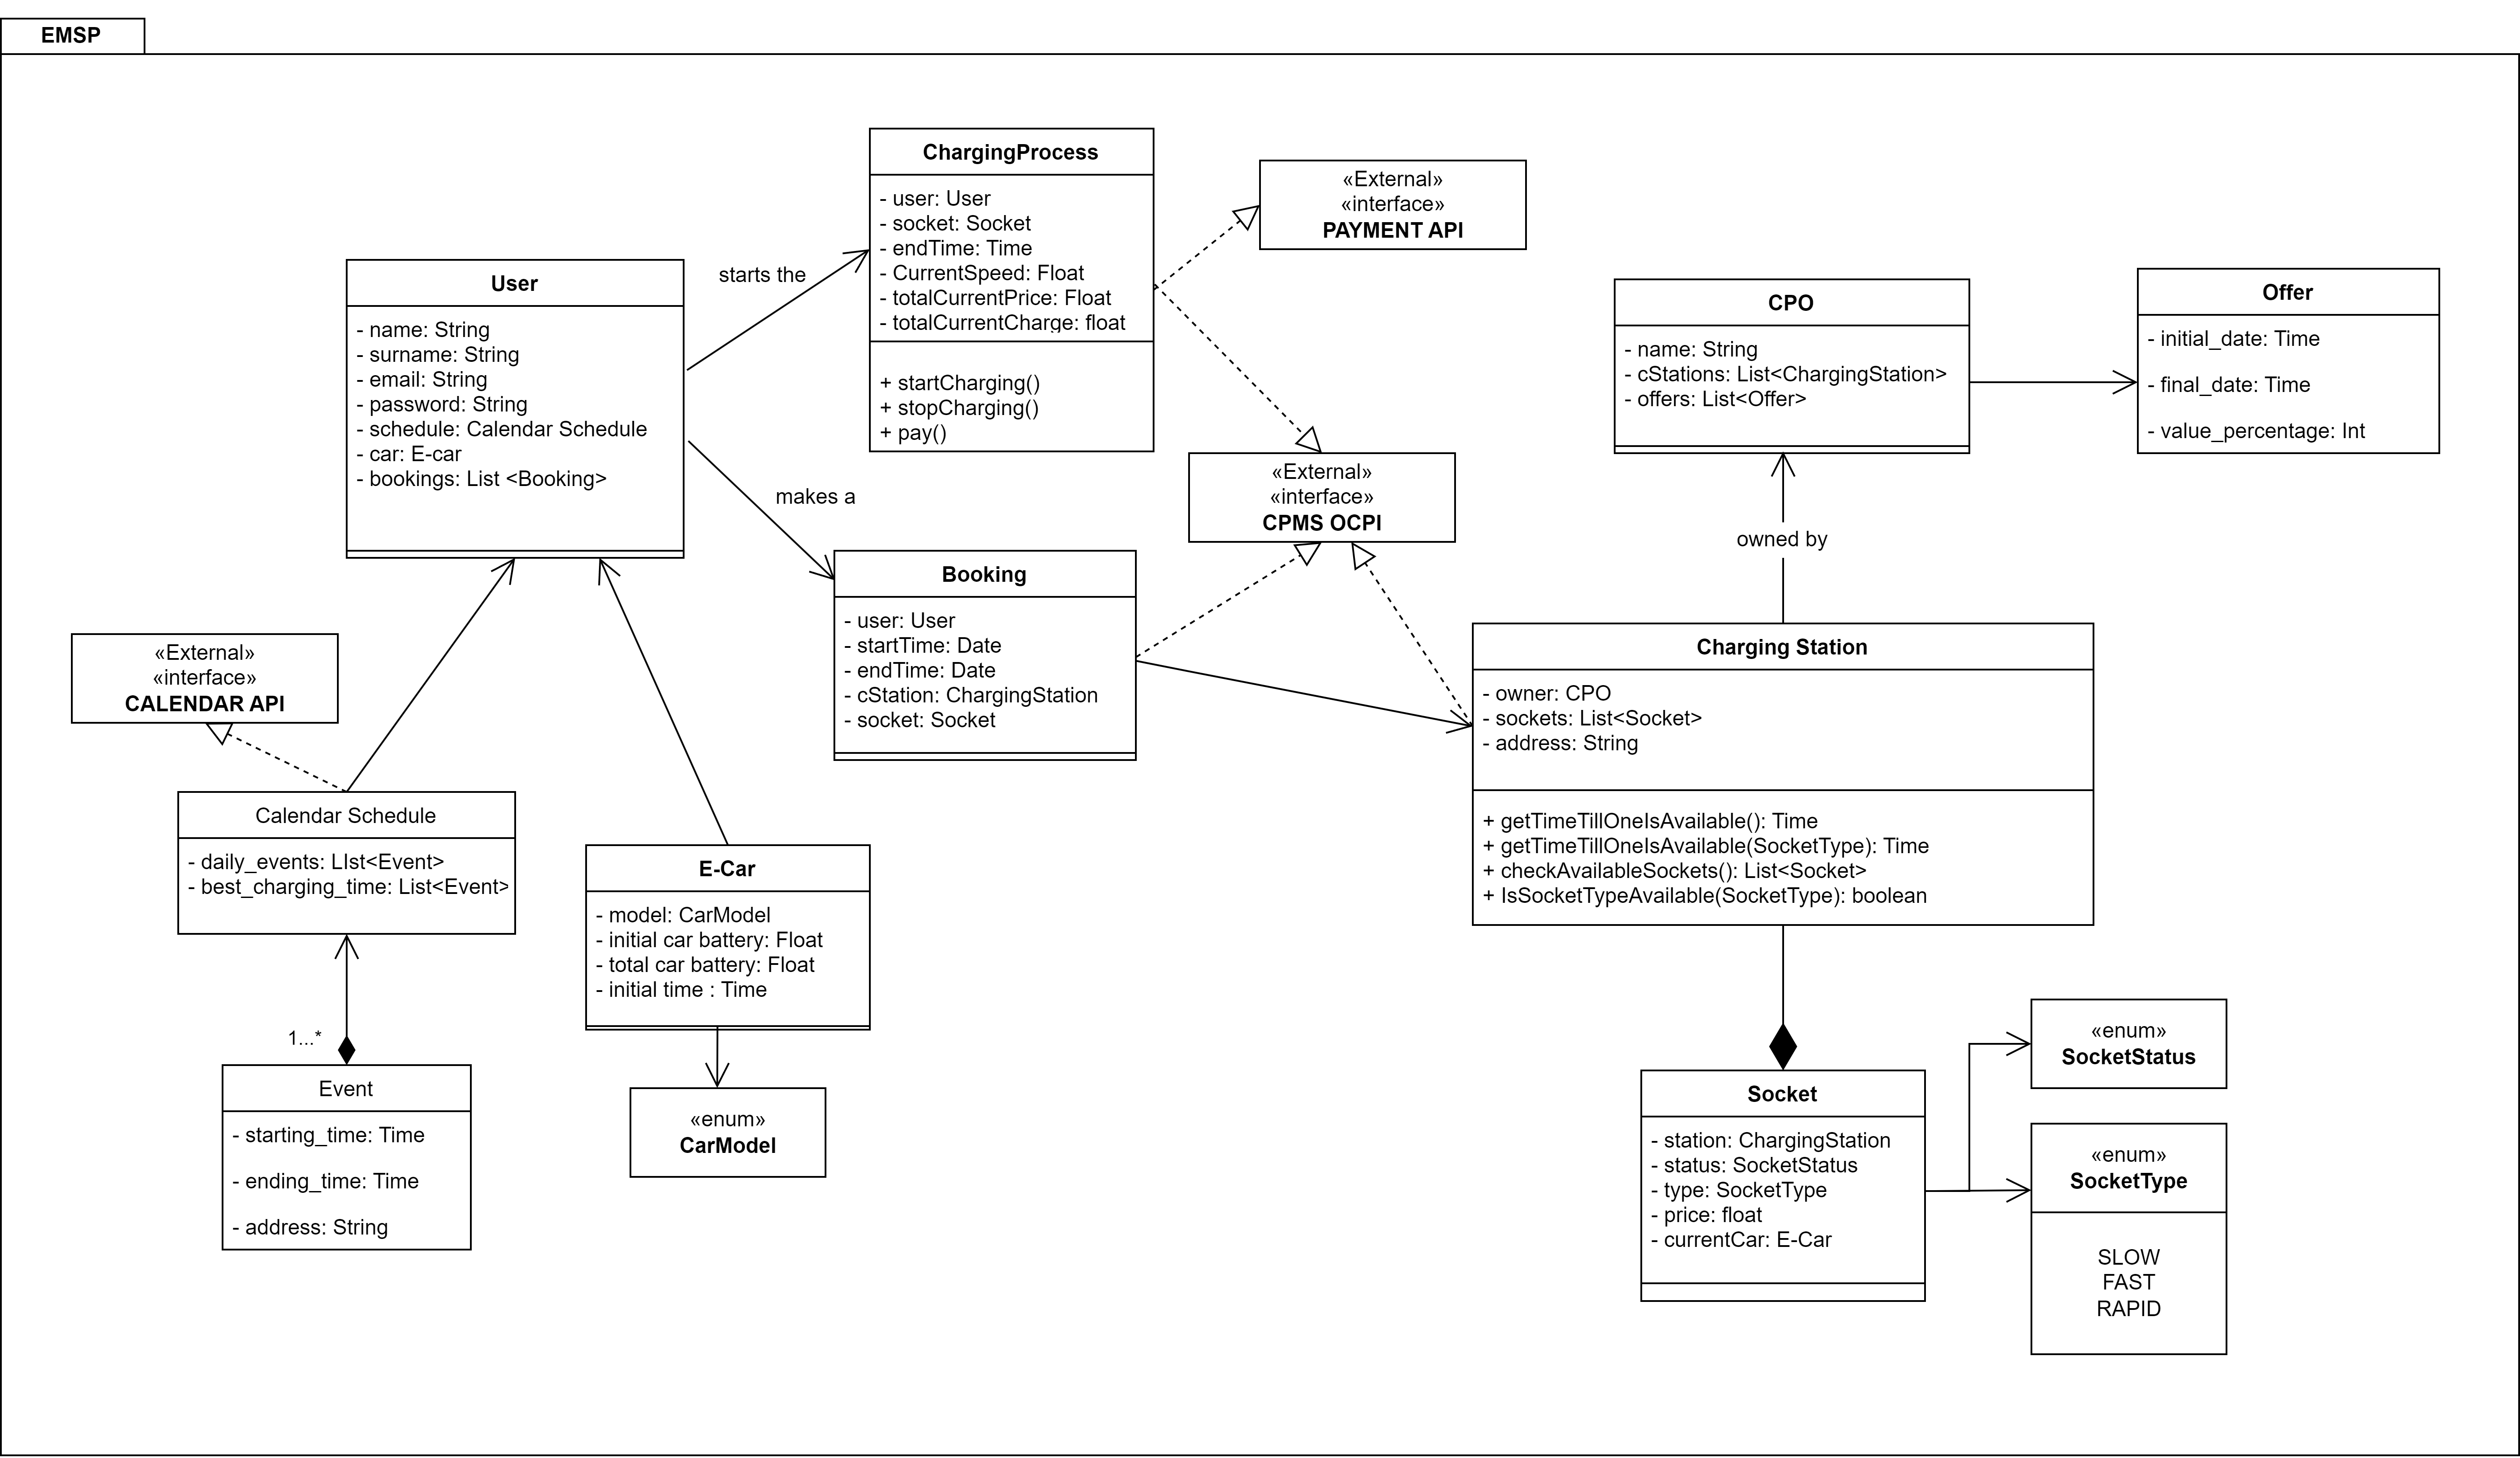 EMSP
ChargingProcess
- user: User
- socket: Socket
- endTime: Time
- CurrentSpeed: Float
- totalCurrentPrice: Float
- totalCurrentCharge: float
+ startCharging()
+ stopCharging()
+ pay()
«External»
«interface»
PAYMENT API
starts the
User
- name: String
- surname: String
- email: String
- password: String
- schedule: Calendar Schedule
- car: E-car
- bookings: List <Booking>
makes a
CPO
- name: String
- cStations: List<ChargingStation>
- offers: List<Offer>
Offer
- initial_date: Time
- final_date: Time
- value_percentage: Int
«External»
«interface»
CPMS OCPI
owned by
Booking
- user: User
- startTime: Date
- endTime: Date
- cStation: ChargingStation
- socket: Socket
Charging Station
- owner: CPO
- sockets: List<Socket>
- address: String
+ getTimeTillOneIsAvailable(): Time
+ getTimeTillOneIsAvailable(SocketType): Time
+ checkAvailableSockets(): List<Socket>
+ IsSocketTypeAvailable(SocketType): boolean
«External»
«interface»
CALENDAR API
Calendar Schedule
- daily_events: LIst<Event>
- best_charging_time: List<Event>
E-Car
- model: CarModel
- initial car battery: Float
- total car battery: Float
- initial time : Time
1...*
Event
- starting_time: Time
- ending_time: Time
- address: String
«enum»
CarModel
Socket
- station: ChargingStation
- status: SocketStatus
- type: SocketType
- price: float
- currentCar: E-Car
«enum»
SocketStatus
«enum»
SocketType
SLOW
FAST
RAPID